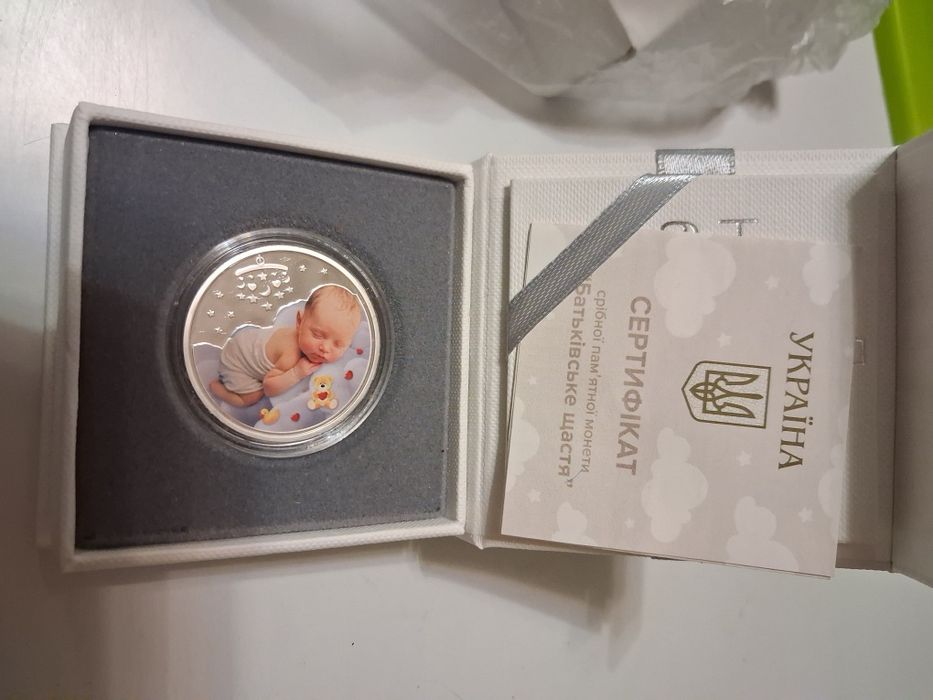 УКРАЇНА
СЕРТИФІКАТ
срібної пам'ятної монети
"Батьківське щастя"